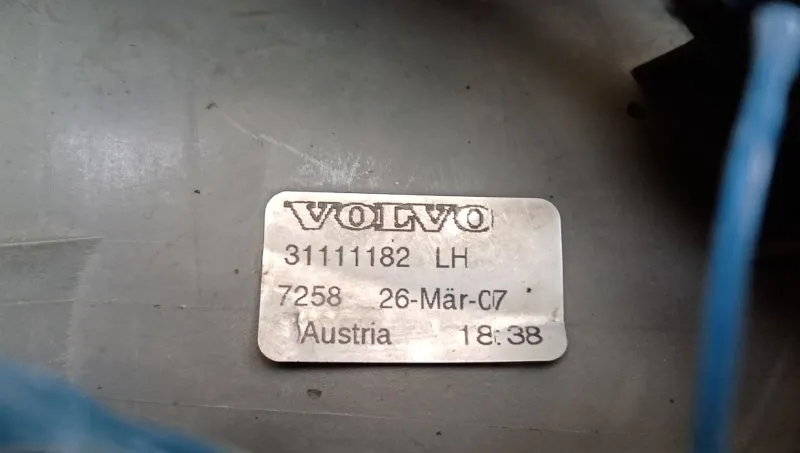 VOLVO
31111182 LH
7258 26-Mär-07
Austria 18:38